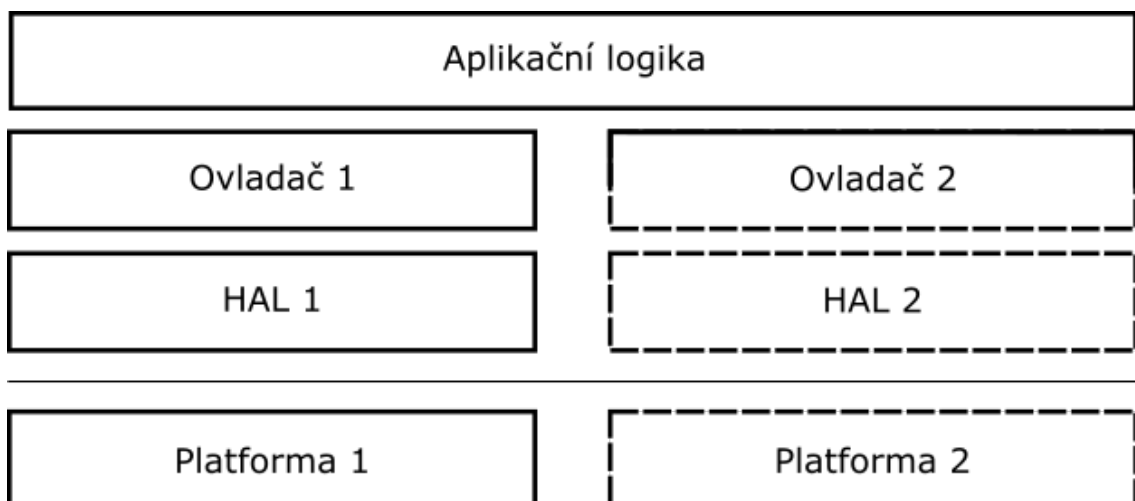 Aplikační logika
Ovladač 1
Ovladač 2
HAL 1
HAL 2
Platforma 1
Platforma 2